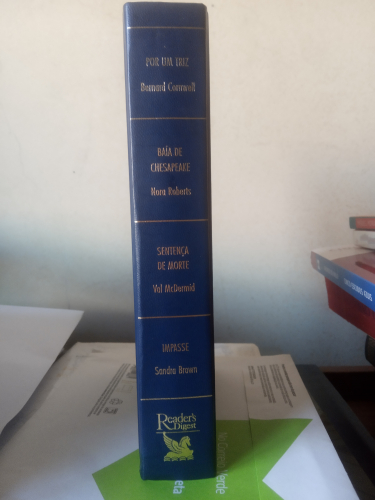 POR UM TRIZ
Bernard Cornwell
BAÍA DE
CHESAPEAKE
Nora Roberts
SENTENÇA
DE MORTE
Val McDermid
IMPASSE
Sandra Brown
Reader's
Digest